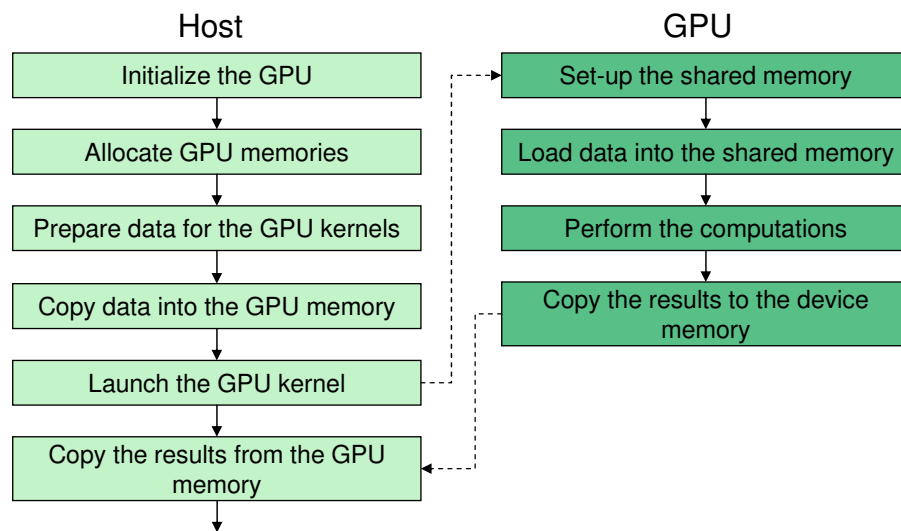 Host
Initialize the GPU
Allocate GPU memories
Prepare data for the GPU kernels
Copy data into the GPU memory
Launch the GPU kernel
Copy the results from the GPU
memory
GPU
Set-up the shared memory
Load data into the shared memory
Perform the computations
Copy the results to the device
memory